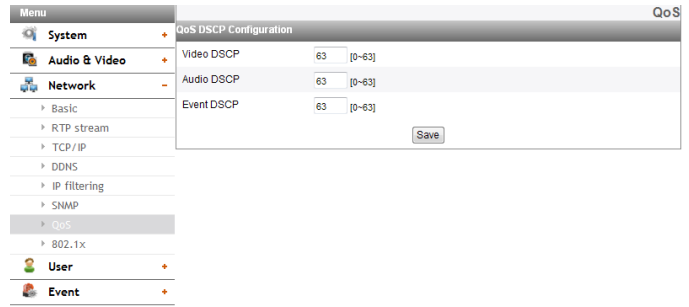 Menu
System +
Audio & Video +
Network -
Basic
RTP stream
TCP/IP
DDNS
IP filtering
SNMP
QoS
802.1x
User +
Event +
QoS
QoS DSCP Configuration
Video DSCP 63 [0~63]
Audio DSCP 63 [0~63]
Event DSCP 63 [0~63]
Save